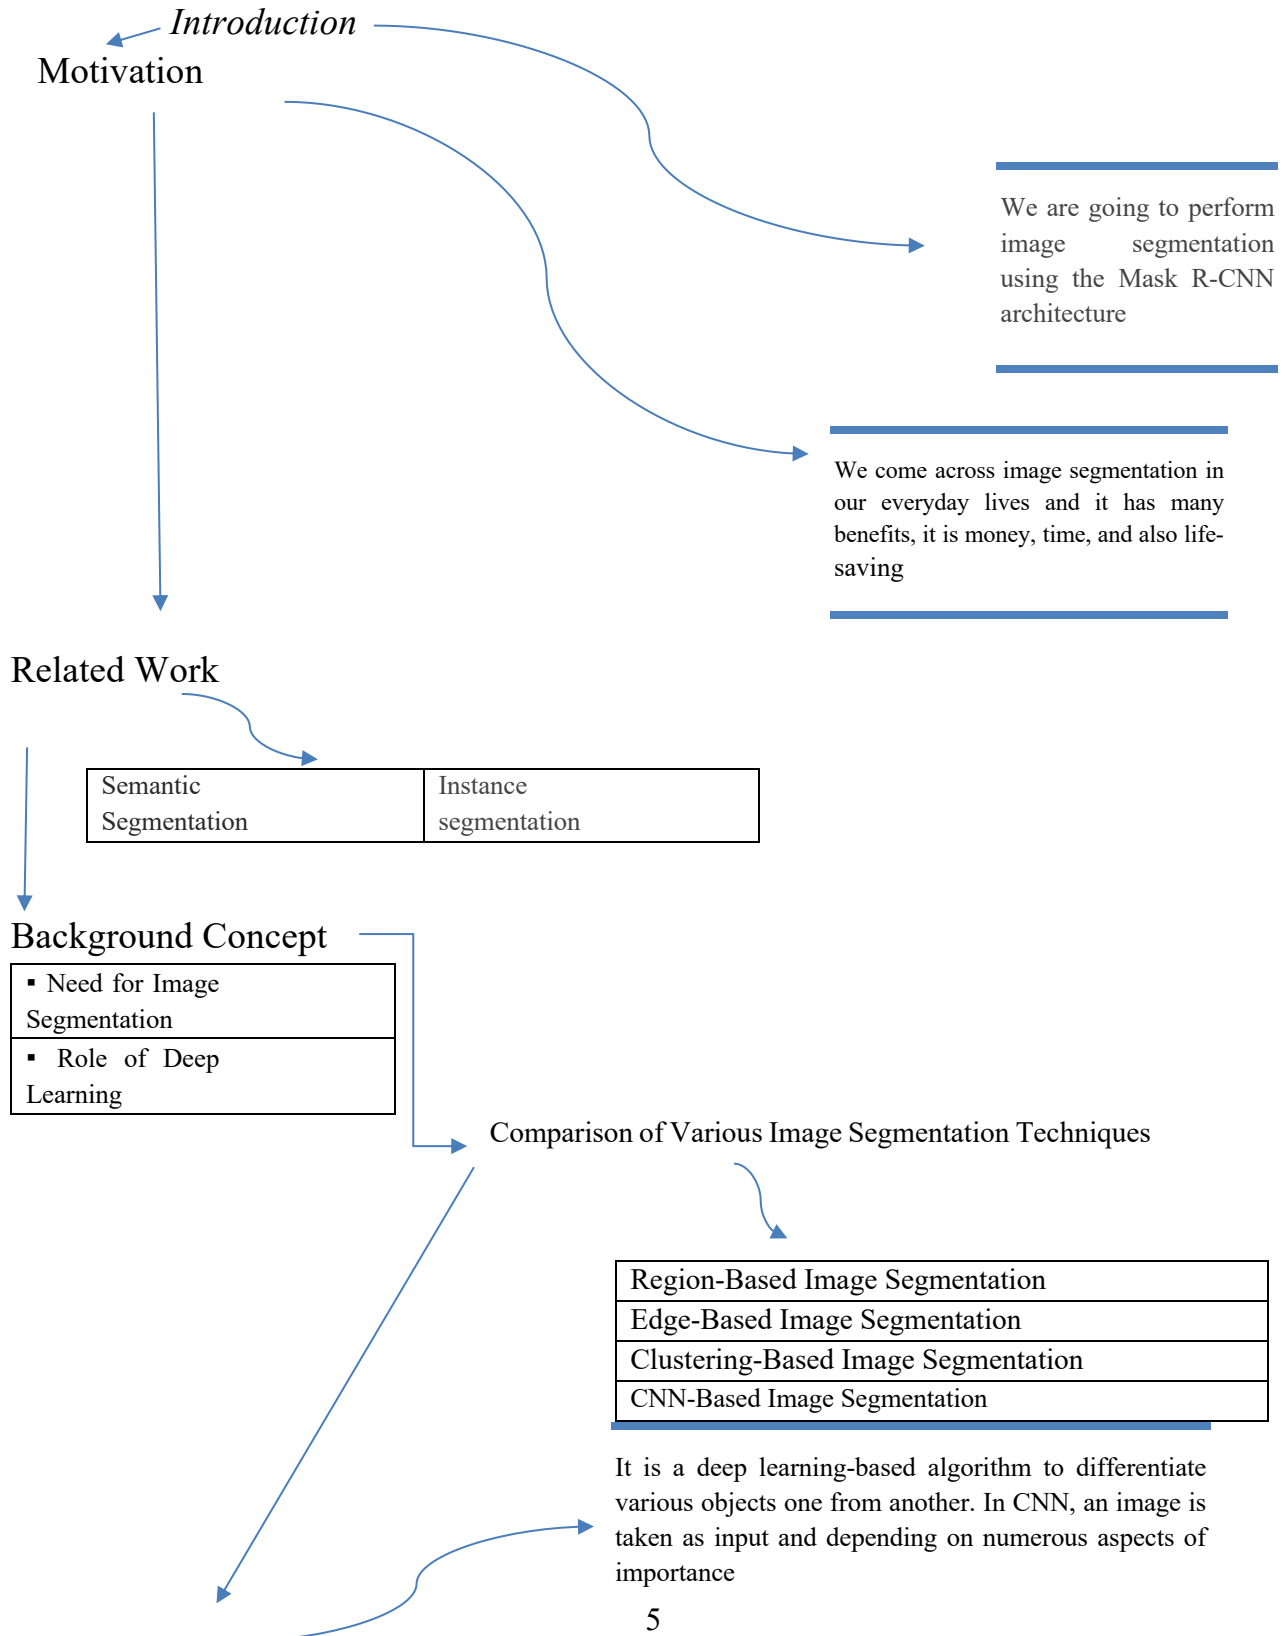 Introduction
Motivation
We are going to perform
image segmentation
using the Mask R-CNN
architecture
We come across image segmentation in
our everyday lives and it has many
benefits, it is money, time, and also life-
saving
Related Work
Semantic
Segmentation
Instance
segmentation
Background Concept
▪ Need for Image
Segmentation
▪ Role of Deep
Learning
Comparison of Various Image Segmentation Techniques
Region-Based Image Segmentation
Edge-Based Image Segmentation
Clustering-Based Image Segmentation
CNN-Based Image Segmentation
It is a deep learning-based algorithm to differentiate
various objects one from another. In CNN, an image is
taken as input and depending on numerous aspects of
importance
5